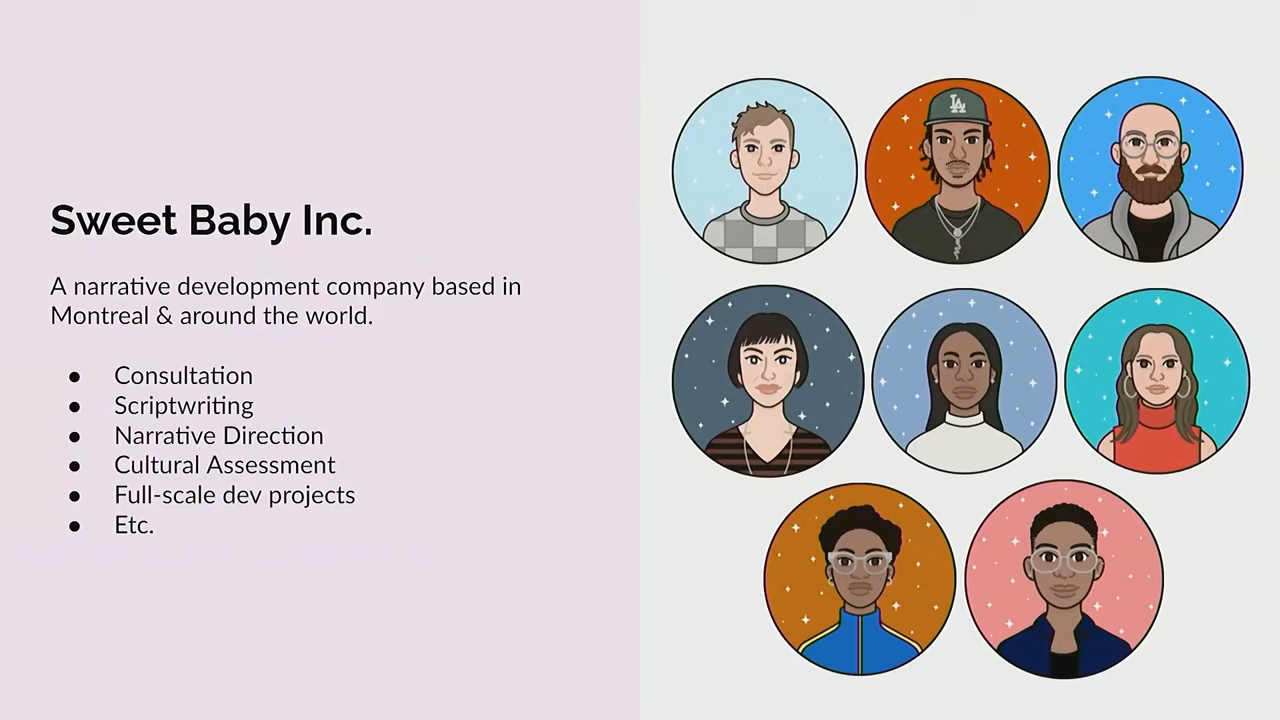 Sweet Baby Inc.
A narrative development company based in
Montreal & around the world.
● Consultation
● Scriptwriting
● Narrative Direction
● Cultural Assessment
● Full-scale dev projects
● Etc.
LA